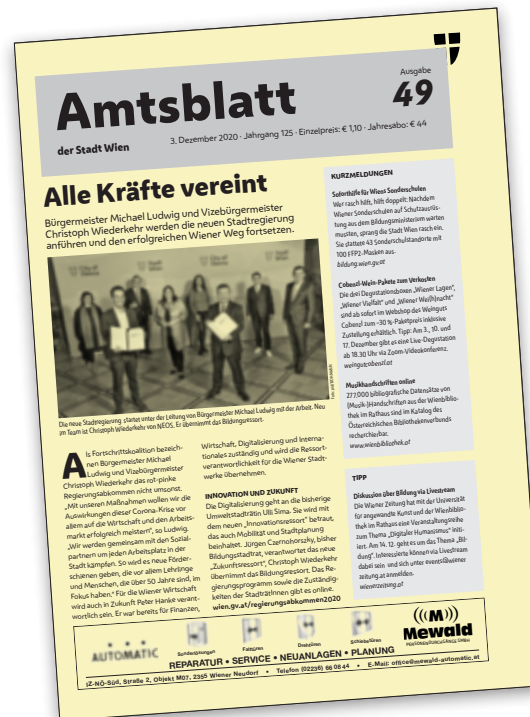 Amtsblatt
der Stadt Wien
Ausgabe
49
3. Dezember 2020 · Jahrgang 125 · Einzelpreis: € 1,10 · Jahresabo: € 44
Alle Kräfte vereint
Bürgermeister Michael Ludwig und Vizebürgermeister
Christoph Wiederkehr werden die neuen Stadtregierung
anführen und den erfolgreichen Wiener Weg fortsetzen.
Die neue Stadtregierung startet unter der Leitung von Bürgermeister Michael Ludwig mit der Arbeit. Neu
im Team ist Christoph Wiederkehr von NEOS. Er übernimmt das Bildungsressort.
Als Fortschrittskoalition bezeich-
nen Bürgermeister Michael
Ludwig und Vizebürgermeister
Christoph Wiederkehr das rot-pinke
Regierungsabkommen nicht umsonst.
„Mit unseren Maßnahmen wollen wir die
Auswirkungen dieser Corona-Krise vor
allem auf die Wirtschaft und den Arbeits-
markt erfolgreich meistern“, so Ludwig.
„Wir werden gemeinsam mit den Sozial-
partnern um jeden Arbeitsplatz in der
Stadt kämpfen. So wird es neue Förder-
schienen geben, die vor allem Lehrlinge
und Menschen, die über 50 Jahre sind, im
Fokus haben.“ Für die Wiener Wirtschaft
wird auch in Zukunft Peter Hanke verant-
wortlich sein. Er war bereits für Finanzen,
Wirtschaft, Digitalisierung und Interna-
tionales zuständig und wird die Ressort-
verantwortlichkeit für die Wiener Stadt-
werke übernehmen.
INNOVATION UND ZUKUNFT
Die Digitalisierung geht an die bisherige
Umweltstadträtin Ulli Sima. Sie wird mit
dem neuen „Innovationsressort“ betraut,
das auch Mobilität und Stadtplanung
beinhaltet. Jürgen Czernohorszky, bisher
Bildungsstadtrat, verantwortet das neue
„Zukunftsressort“, Christoph Wiederkehr
übernimmt das Bildungsressort. Das Re-
gierungsprogramm sowie die Zuständig-
keiten der StadträtInnen gibt es online.
wien.gv.at/regierungsabkommen2020
KURZMELDUNGEN
Soforthilfe für Wiens Sonderschulen
Wer rasch hilft, hilft doppelt: Nachdem
Wiener Sonderschulen auf Schutzausrüs-
tung aus dem Bildungsministerium warten
mussten, sprang die Stadt Wien rasch ein.
Sie stattete 43 Sonderschulstandorte mit
100 FFP2-Masken aus.
bildung.wien.gv.at
Cobenzl-Wein-Pakete zum Verkosten
Die drei Degustationsboxen „Wiener Lagen“,
„Wiener Vielfalt“ und „Wiener Wei(h)nacht“
sind ab sofort im Webshop des Weinguts
Cobenzl zum -30 %-Paketpreis inklusive
Zustellung erhältlich. Tipp: Am 3., 10. und
17. Dezember gibt es eine Live-Degustation
ab 18.30 Uhr via Zoom-Videokonferenz.
weingutcobenzl.at
Musikhandschriften online
277.000 bibliografische Datensätze von
(Musik-)Handschriften aus der Wienbiblio-
thek im Rathaus sind im Katalog des
Österreichischen Bibliothekenverbunds
recherchierbar.
www.wienbibliothek.at
TIPP
Diskussion über Bildung via Livestream
Die Wiener Zeitung hat mit der Universität
für angewandte Kunst und der Wienbiblio-
thek im Rathaus eine Veranstaltungsreihe
zum Thema „Digitaler Humanismus“ initi-
iert. Am 14. 12. geht es um das Thema „Bil-
dung“. Interessierte können via Livestream
dabei sein und sich unter events@wiener
zeitung.at anmelden.
wienerzeitung.at
AUTOMATIC
Sonderlösungen
Falttüren
Drehtüren
Schiebetüren
Mewald
REPARATUR • SERVICE • NEUANLAGEN • PLANUNG
IZ-NÖ-Süd, Straße 2, Objekt M07, 2355 Wiener Neudorf • Telefon (02236) 66 08 44 • E-Mail: office@mewald-automatic.at